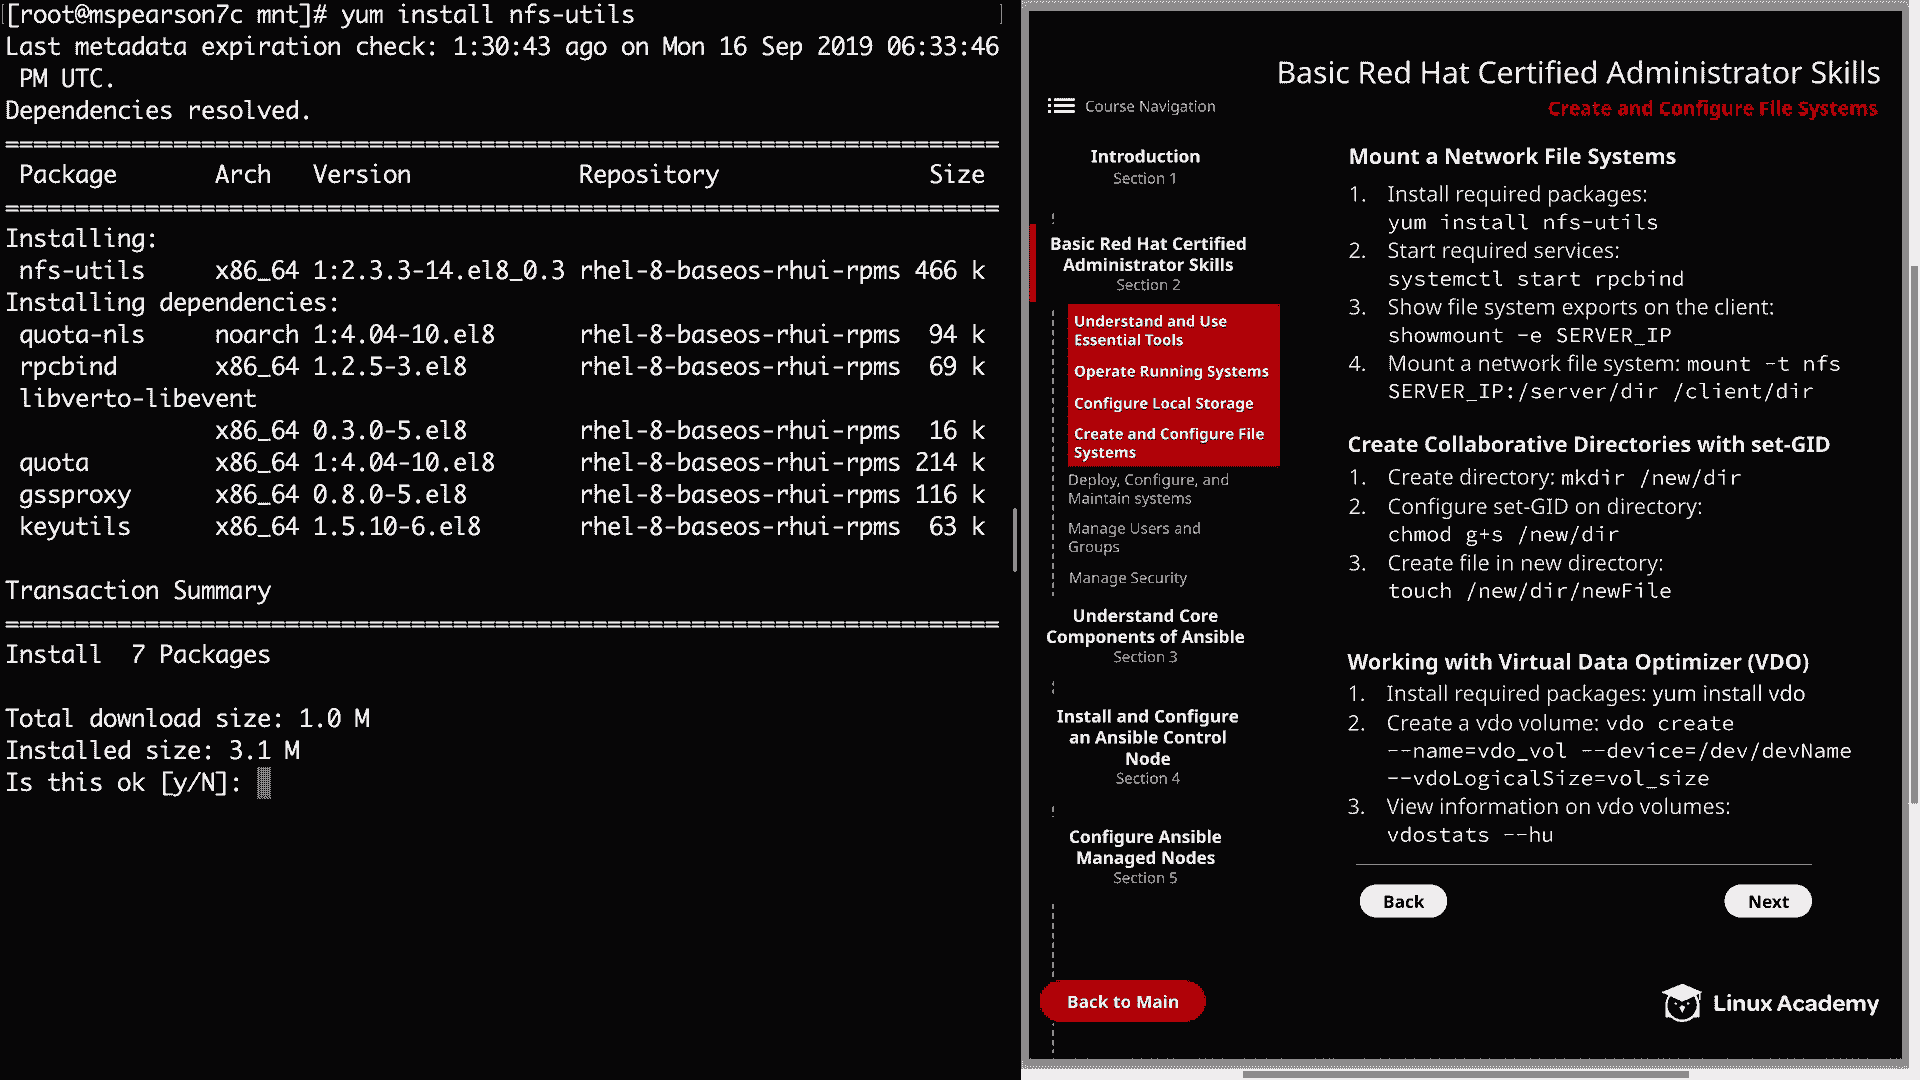 [root@mspearson7c mnt]# yum install nfs-utils
Last metadata expiration check: 1:30:43 ago on Mon 16 Sep 2019 06:33:46
PM UTC.
Dependencies resolved.
================================================================================
Package Arch Version Repository Size
================================================================================
Installing:
nfs-utils x86_64 1:2.3.3-14.el8_0.3 rhel-8-baseos-rhui-rpms 466 k
Installing dependencies:
quota-nls noarch 1:4.04-10.el8 rhel-8-baseos-rhui-rpms 94 k
rpcbind x86_64 1.2.5-3.el8 rhel-8-baseos-rhui-rpms 69 k
libverto-libevent
x86_64 0.3.0-5.el8 rhel-8-baseos-rhui-rpms 16 k
quota x86_64 1:4.04-10.el8 rhel-8-baseos-rhui-rpms 214 k
gssproxy x86_64 0.8.0-5.el8 rhel-8-baseos-rhui-rpms 116 k
keyutils x86_64 1.5.10-6.el8 rhel-8-baseos-rhui-rpms 63 k
Transaction Summary
================================================================================
Install 7 Packages
Total download size: 1.0 M
Installed size: 3.1 M
Is this ok [y/N]:
Basic Red Hat Certified Administrator Skills
Create and Configure File Systems
Course Navigation
Introduction
Section 1
Basic Red Hat Certified
Administrator Skills
Section 2
Understand and Use
Essential Tools
Operate Running Systems
Configure Local Storage
Create and Configure File
Systems
Deploy, Configure, and
Maintain systems
Manage Users and
Groups
Manage Security
Understand Core
Components of Ansible
Section 3
Install and Configure
an Ansible Control
Node
Section 4
Configure Ansible
Managed Nodes
Section 5
Back to Main
Mount a Network File Systems
1. Install required packages:
yum install nfs-utils
2. Start required services:
systemctl start rpcbind
3. Show file system exports on the client:
showmount -e SERVER_IP
4. Mount a network file system: mount -t nfs
SERVER_IP:/server/dir /client/dir
Create Collaborative Directories with set-GID
1. Create directory: mkdir /new/dir
2. Configure set-GID on directory:
chmod g+s /new/dir
3. Create file in new directory:
touch /new/dir/newFile
Working with Virtual Data Optimizer (VDO)
1. Install required packages: yum install vdo
2. Create a vdo volume: vdo create
--name=vdo_vol --device=/dev/devName
--vdoLogicalSize=vol_size
3. View information on vdo volumes:
vdostats --hu
Back
Next
Linux Academy